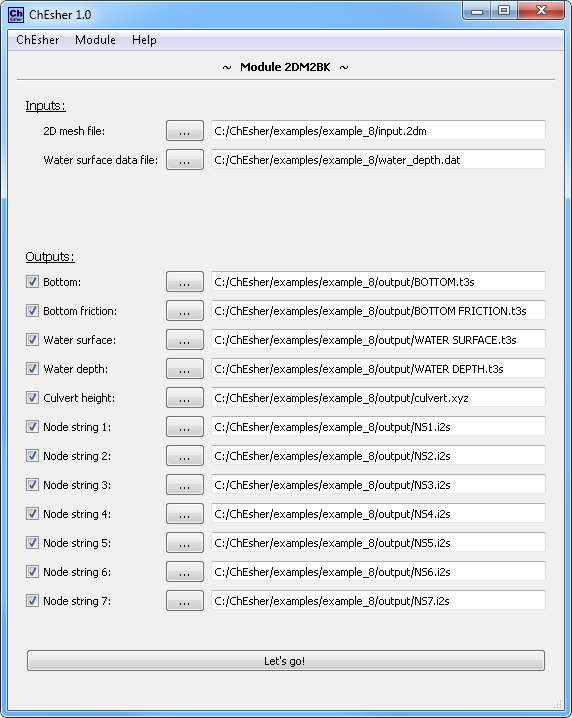 Ch ChEsher 1.0
ChEsher Module Help
~ Module 2DM2BK ~
Inputs:
2D mesh file: ... C:/ChEsher/examples/example_8/input.2dm
Water surface data file: ... C:/ChEsher/examples/example_8/water_depth.dat
Outputs:
Bottom: ... C:/ChEsher/examples/example_8/output/BOTTOM.t3s
Bottom friction: ... C:/ChEsher/examples/example_8/output/BOTTOM FRICTION.t3s
Water surface: ... C:/ChEsher/examples/example_8/output/WATER SURFACE.t3s
Water depth: ... C:/ChEsher/examples/example_8/output/WATER DEPTH.t3s
Culvert height: ... C:/ChEsher/examples/example_8/output/culvert.xyz
Node string 1: ... C:/ChEsher/examples/example_8/output/NS1.i2s
Node string 2: ... C:/ChEsher/examples/example_8/output/NS2.i2s
Node string 3: ... C:/ChEsher/examples/example_8/output/NS3.i2s
Node string 4: ... C:/ChEsher/examples/example_8/output/NS4.i2s
Node string 5: ... C:/ChEsher/examples/example_8/output/NS5.i2s
Node string 6: ... C:/ChEsher/examples/example_8/output/NS6.i2s
Node string 7: ... C:/ChEsher/examples/example_8/output/NS7.i2s
Let's go!